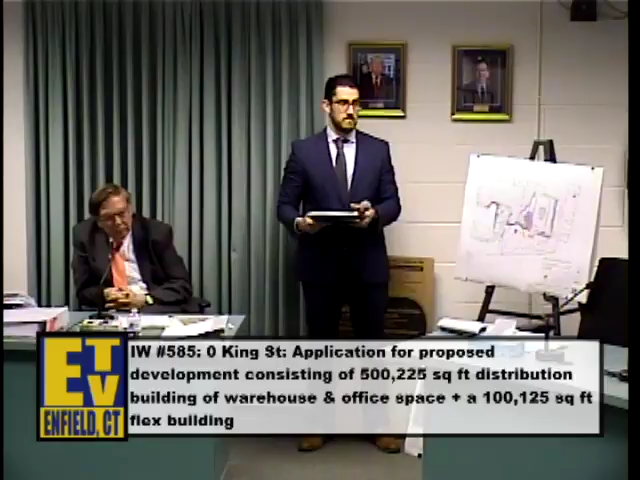 ETV
ENFIELD, CT
IW #585: 0 King St: Application for proposed
development consisting of 500,225 sq ft distribution
building of warehouse & office space + a 100,125 sq ft
flex building